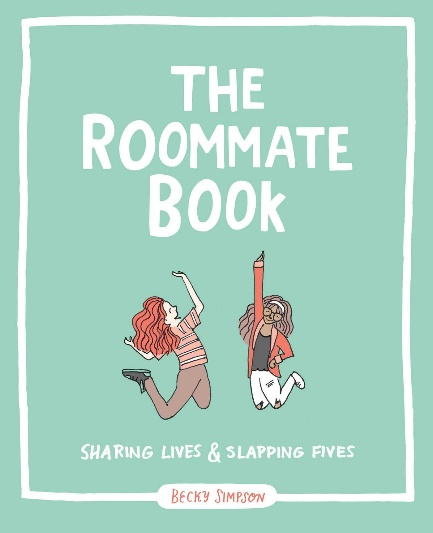 THE
ROOMMATE
BOOK
SHARING LIVES & SLAPPING FIVES
BECKY SIMPSON